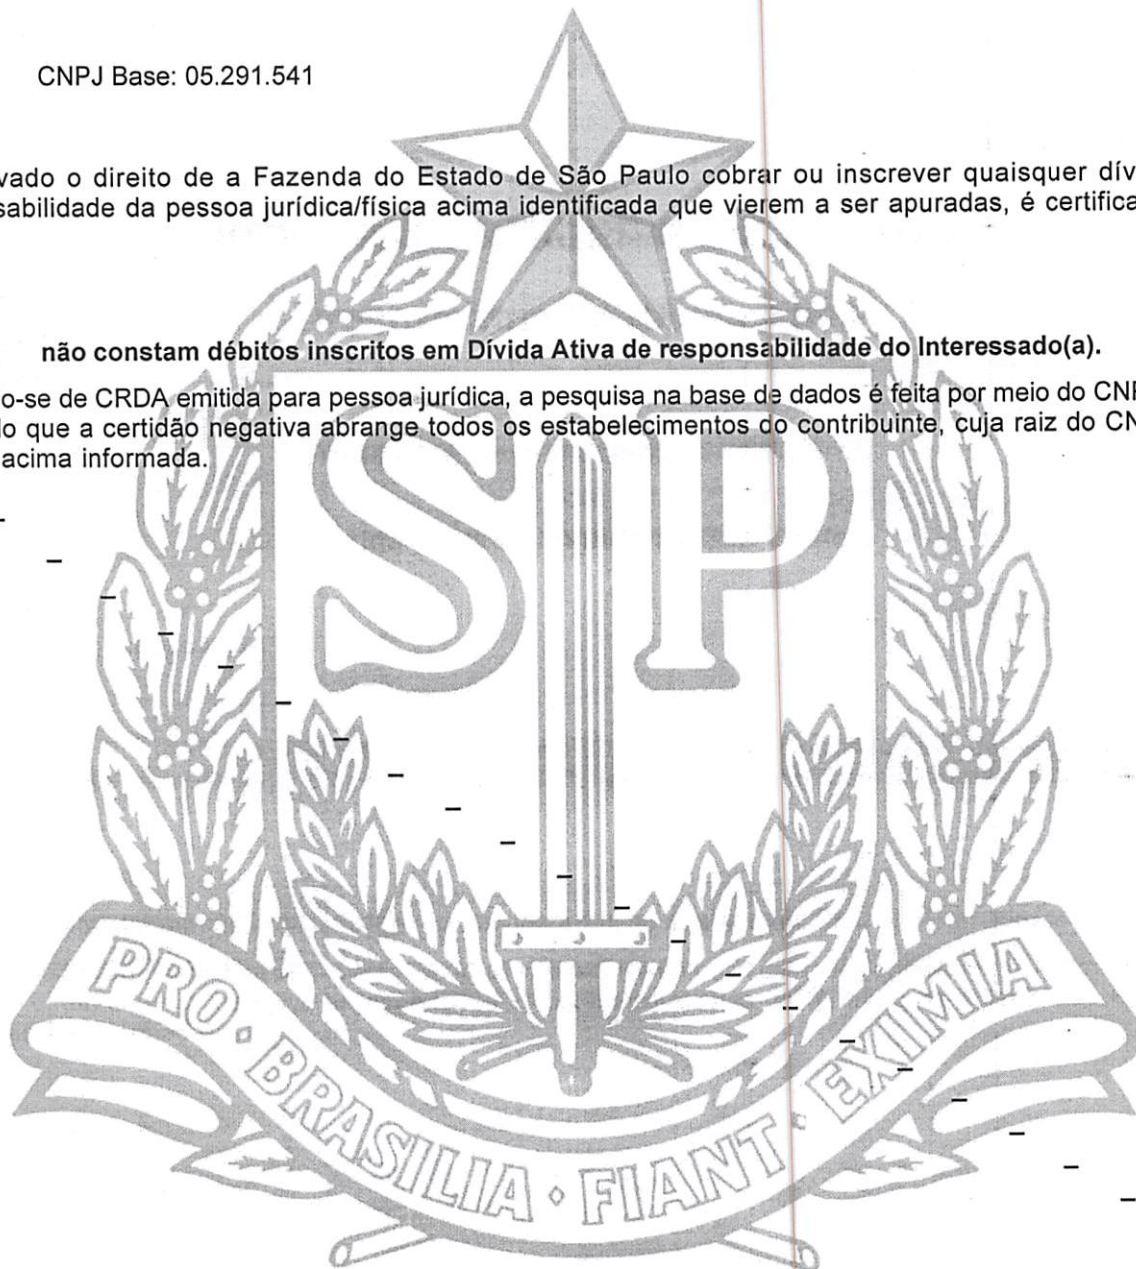 CNPJ Base: 05.291.541
vado o direito de a Fazenda do Estado de São Paulo cobrar ou inscrever quaisquer dív
sabilidade da pessoa jurídica/física acima identificada que vierem a ser apuradas, é certifica
não constam débitos inscritos em Dívida Ativa de responsabilidade do Interessado(a).
o-se de CRDA emitida para pessoa jurídica, a pesquisa na base de dados é feita por meio do CNP
do que a certidão negativa abrange todos os estabelecimentos do contribuinte, cuja raiz do CN
acima informada.
SP
PRO · BRASILIA · FIANT · EXIMIA